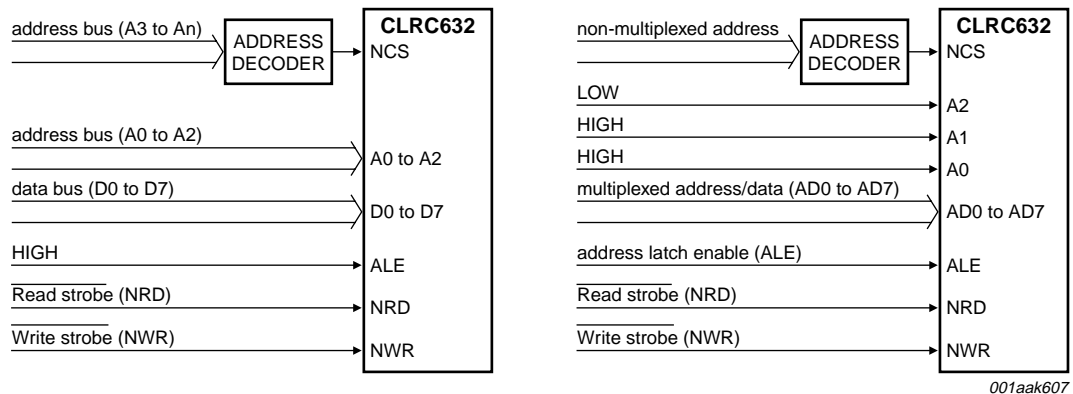 address bus (A3 to An)
ADDRESS
DECODER
CLRC632
NCS
address bus (A0 to A2)
A0 to A2
data bus (D0 to D7)
D0 to D7
HIGH
ALE
Read strobe (NRD)
NRD
Write strobe (NWR)
NWR
non-multiplexed address
ADDRESS
DECODER
CLRC632
NCS
LOW
A2
HIGH
A1
HIGH
A0
multiplexed address/data (AD0 to AD7)
AD0 to AD7
address latch enable (ALE)
ALE
Read strobe (NRD)
NRD
Write strobe (NWR)
NWR
001aak607